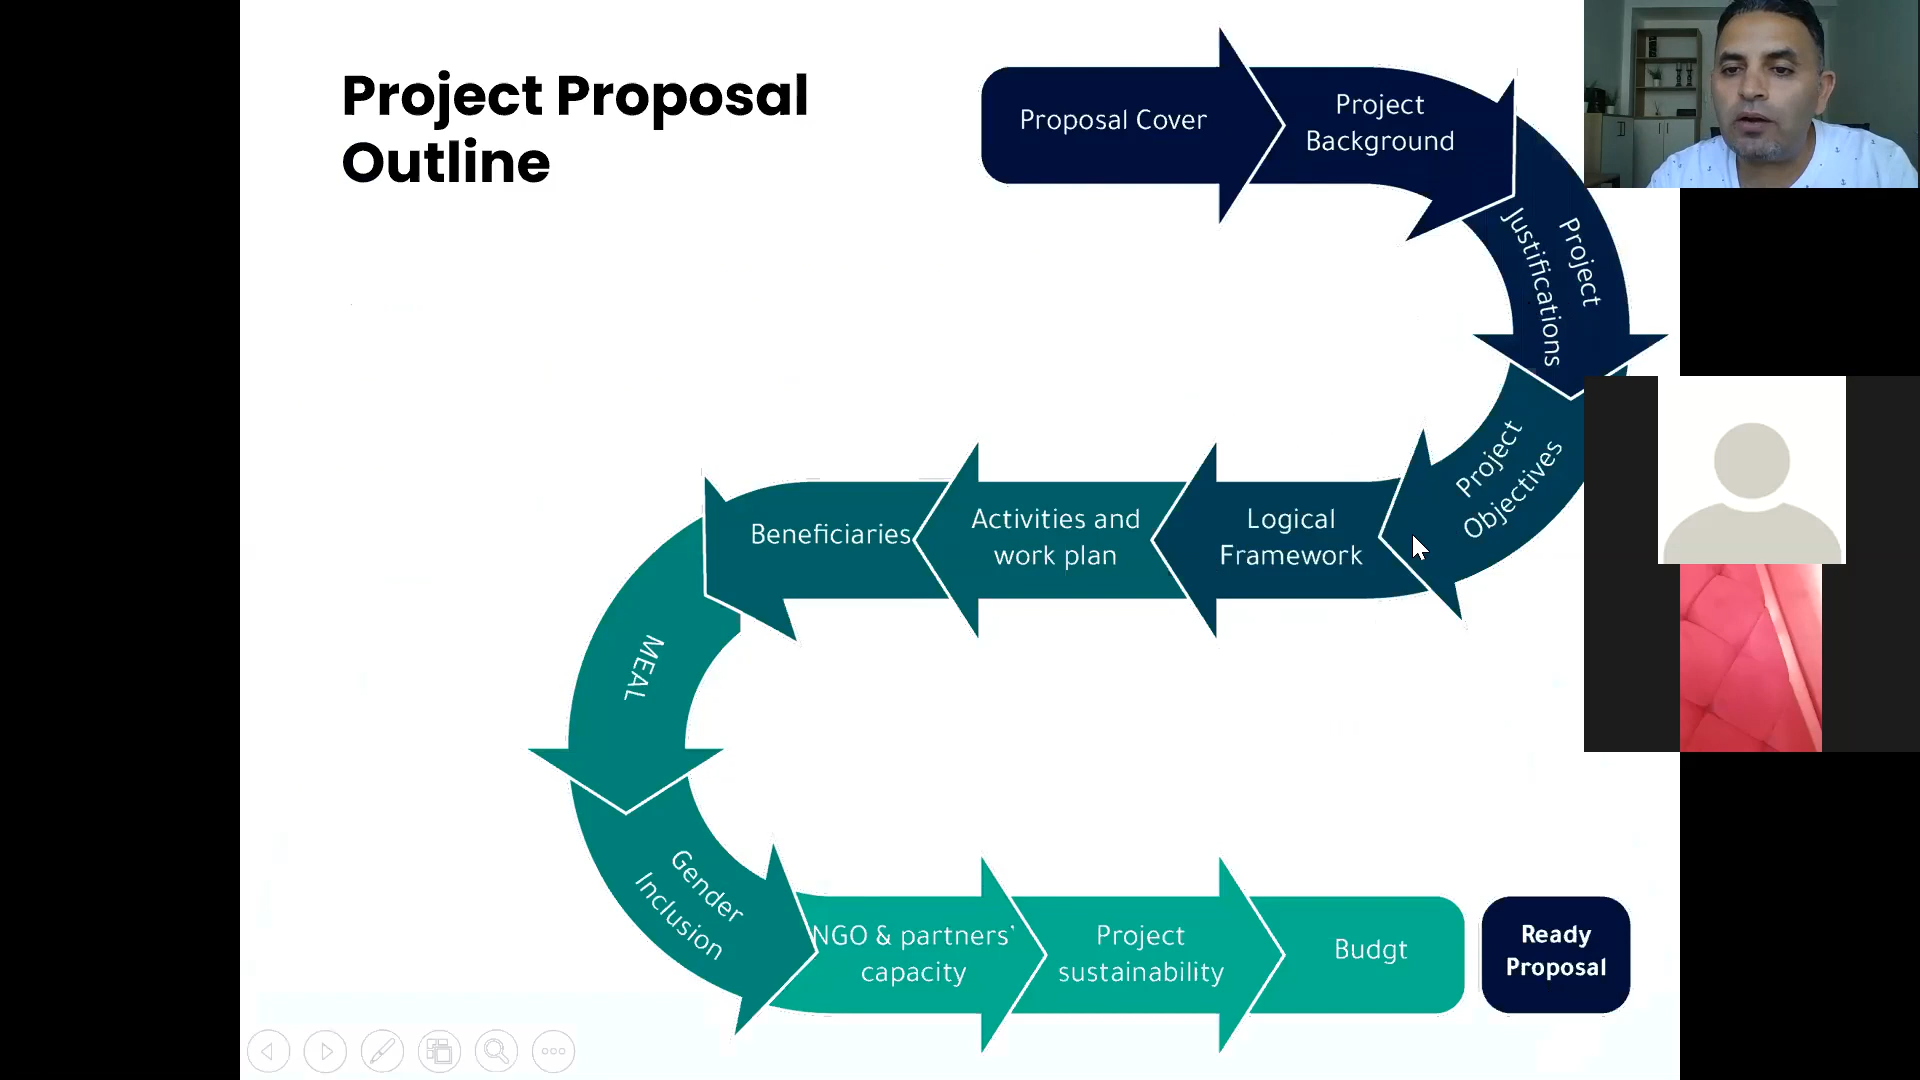 Project Proposal
Outline
Proposal Cover
Project
Background
Project
Justifications
Project
Objectives
Logical
Framework
Activities and
work plan
Beneficiaries
MEAL
Gender
Inclusion
NGO & partners'
capacity
Project
sustainability
Budgt
Ready
Proposal